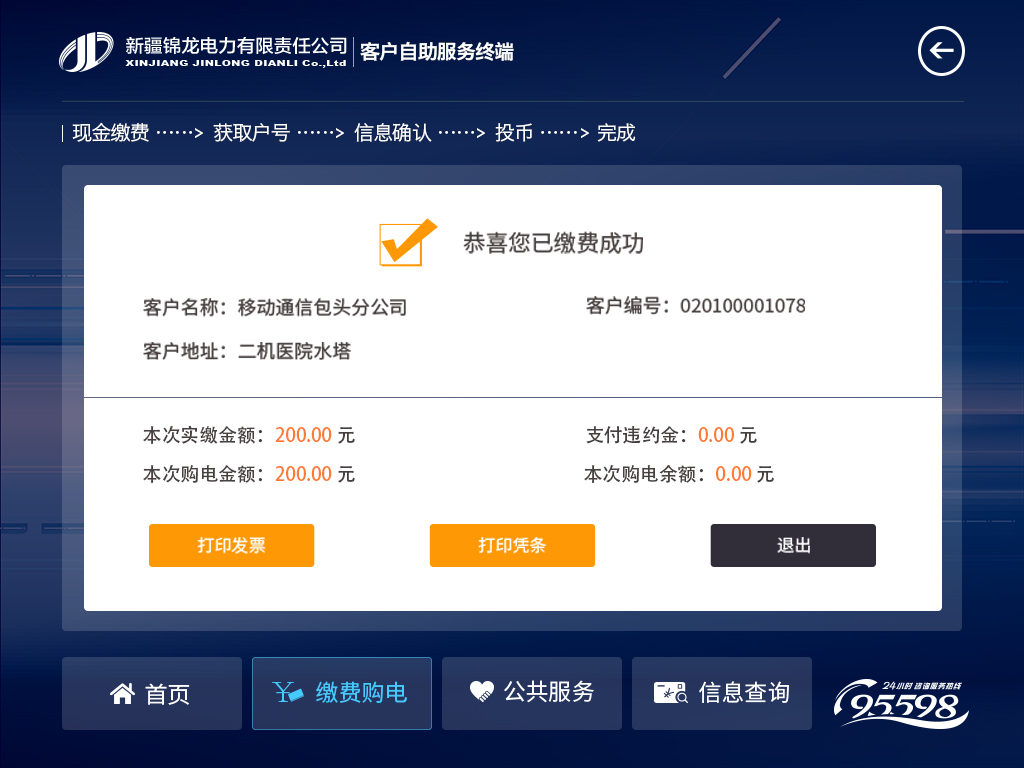 新疆锦龙电力有限责任公司
XINJIANG JINLONG DIANLI Co.,Ltd
客户自助服务终端
现金缴费 ······> 获取户号 ······> 信息确认 ······> 投币 ······> 完成
恭喜您已缴费成功
客户名称：移动通信包头分公司
客户编号：020100001078
客户地址：二机医院水塔
本次实缴金额：200.00 元
支付违约金：0.00 元
本次购电金额：200.00 元
本次购电余额：0.00 元
打印发票
打印凭条
退出
首页
缴费购电
公共服务
信息查询
24小时 咨询服务热线
95598